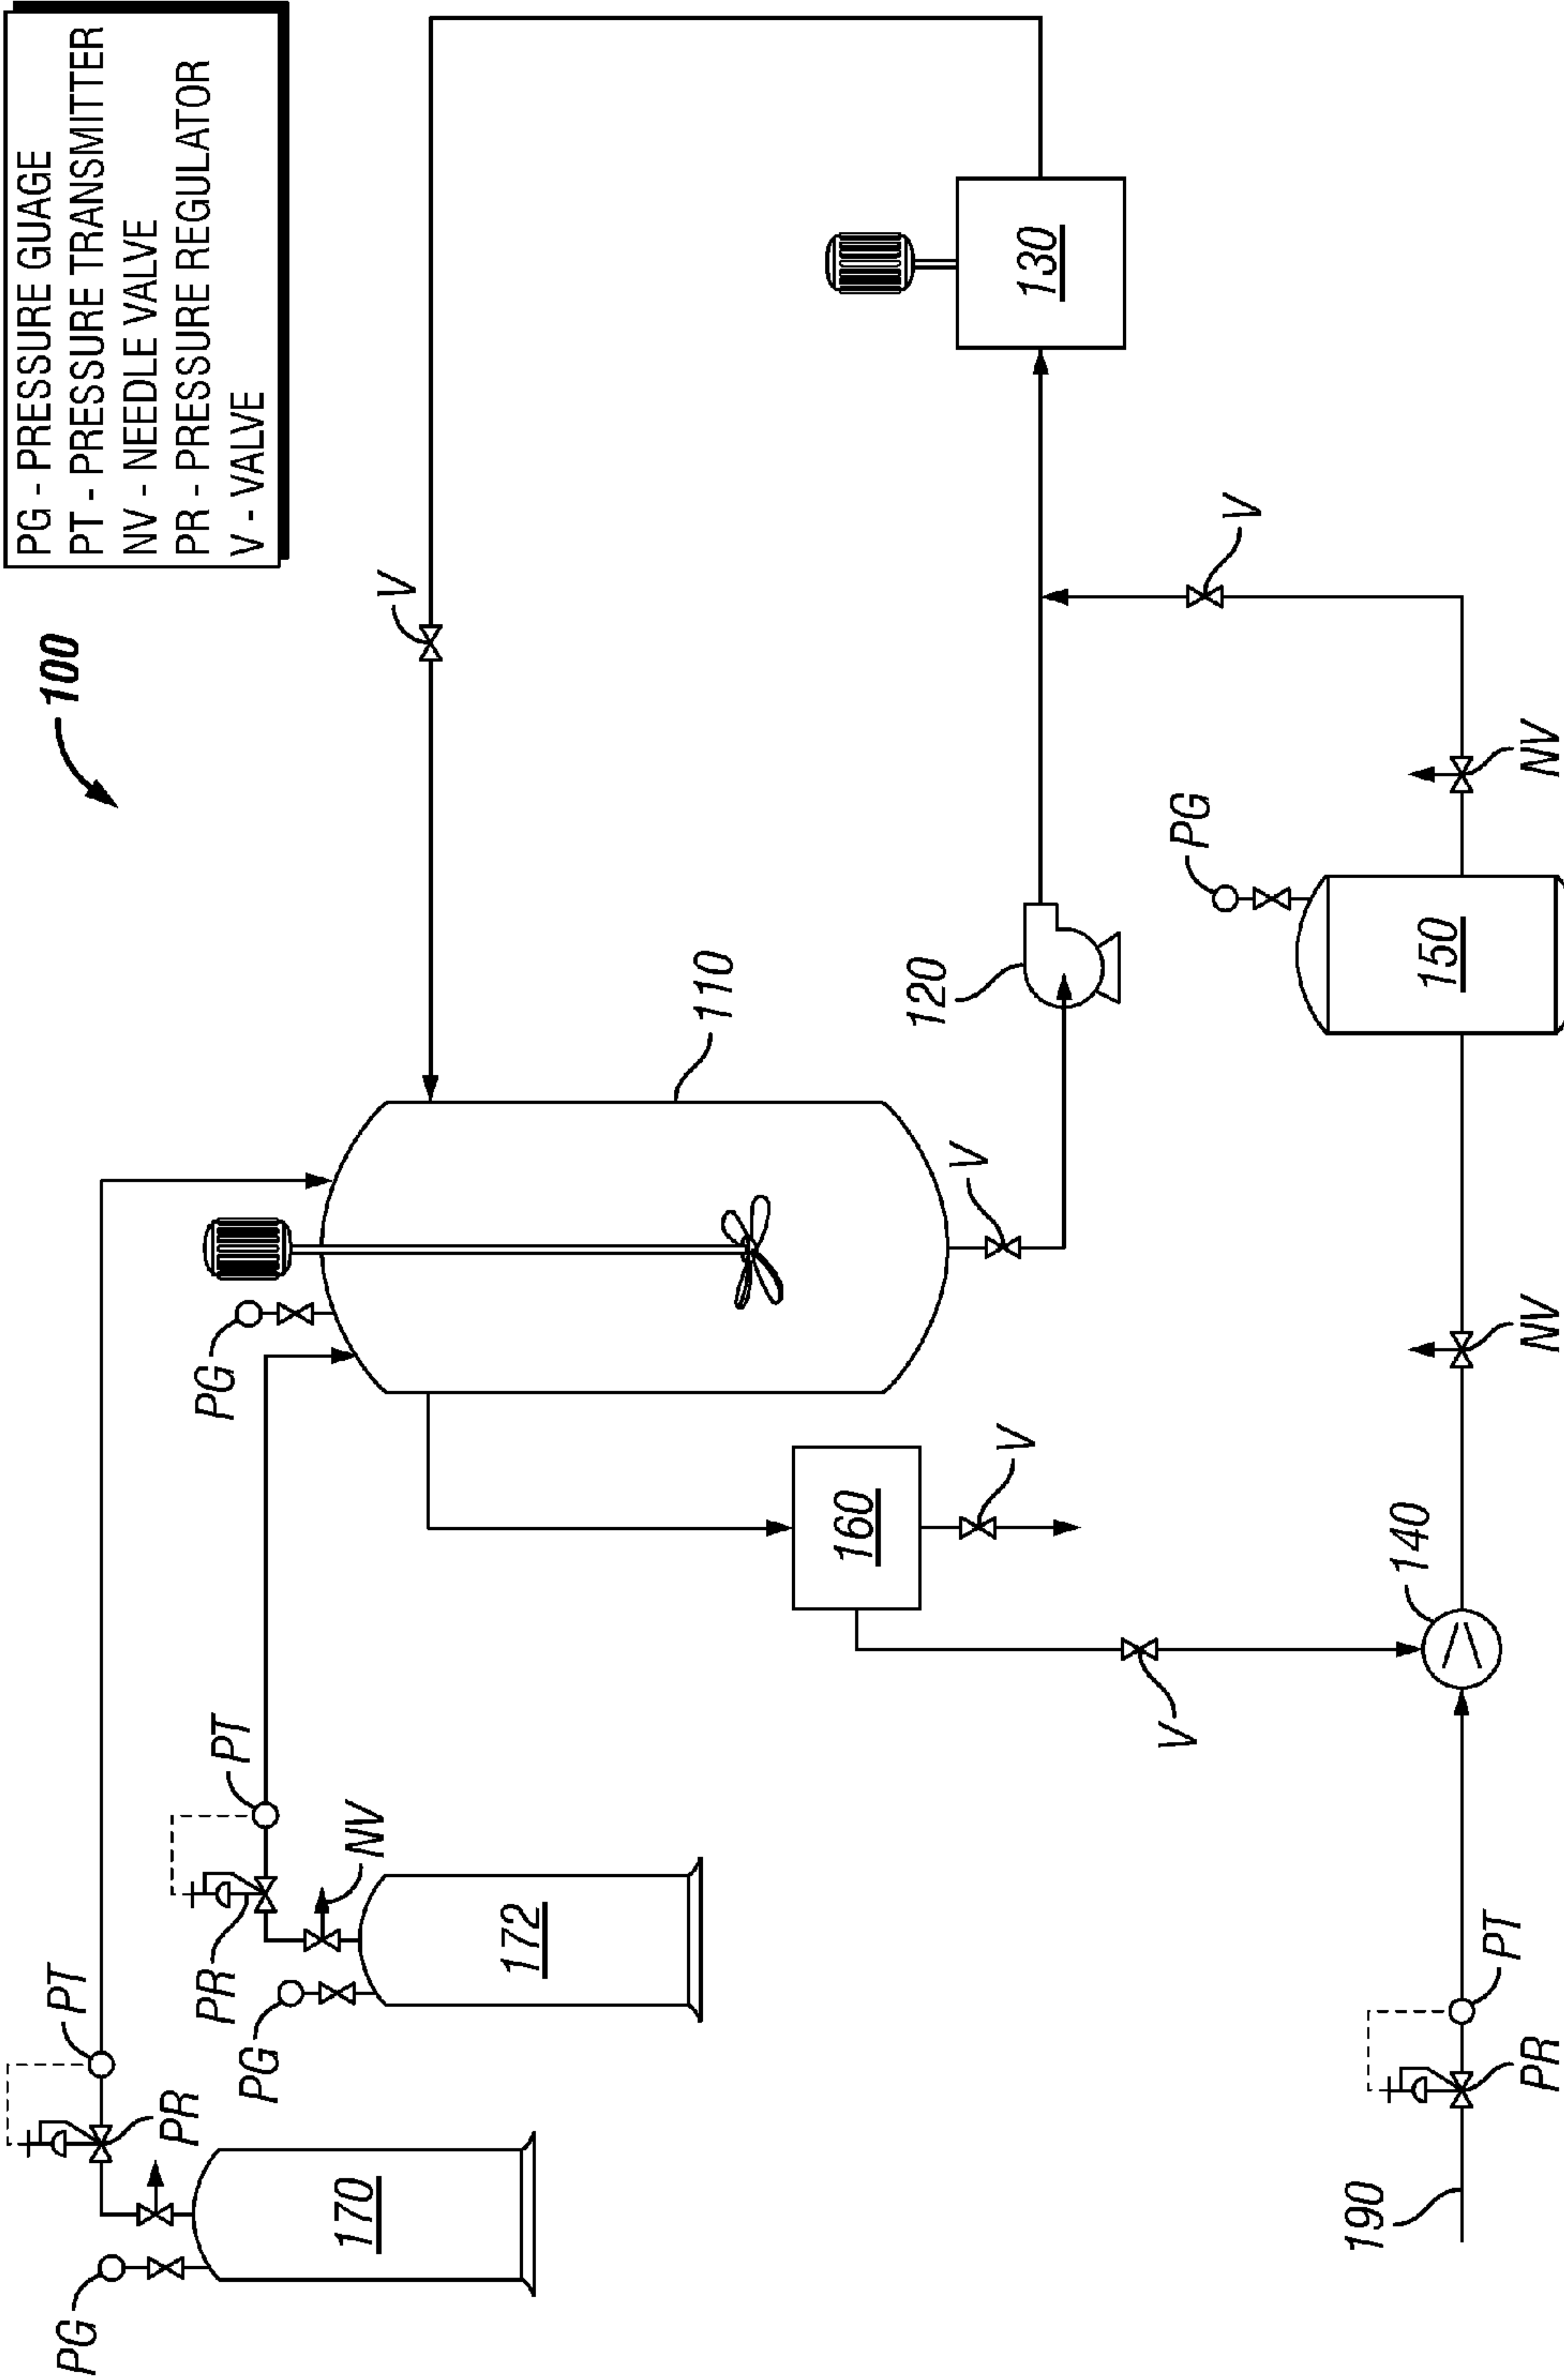 PG - PRESSURE GUAGE
PT - PRESSURE TRANSMITTER
NV - NEEDLE VALVE
PR - PRESSURE REGULATOR
V - VALVE
100
V
130
V
NV
PG
150
120
110
V
PG
NV
V
160
140
V
PT
NV
PR
172
PG
PT
PR
170
PG
PT
PR
190